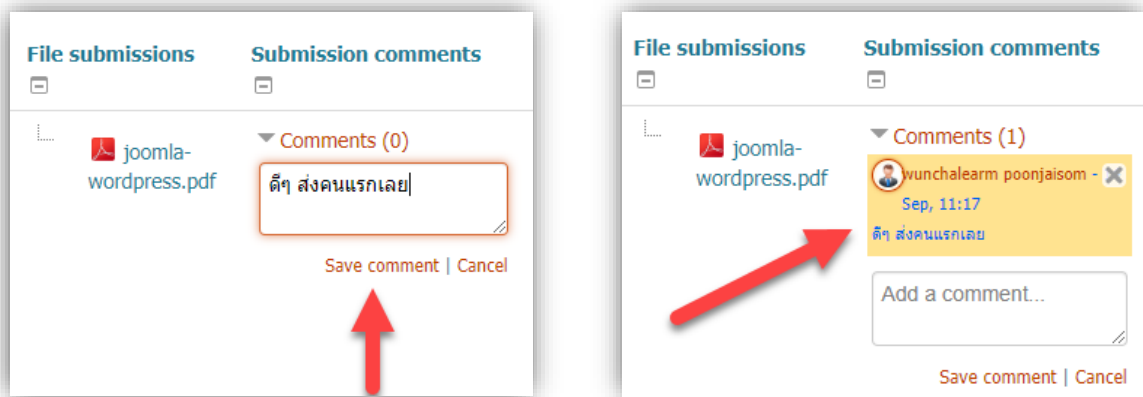 File submissions
Submission comments
joomla-
wordpress.pdf
Comments (0)
ดีๆ ส่งคนแรกเลย
Save comment | Cancel
File submissions
Submission comments
joomla-
wordpress.pdf
Comments (1)
wunchalearm poonjaisom -
Sep, 11:17
ดีๆ ส่งคนแรกเลย
Add a comment...
Save comment | Cancel